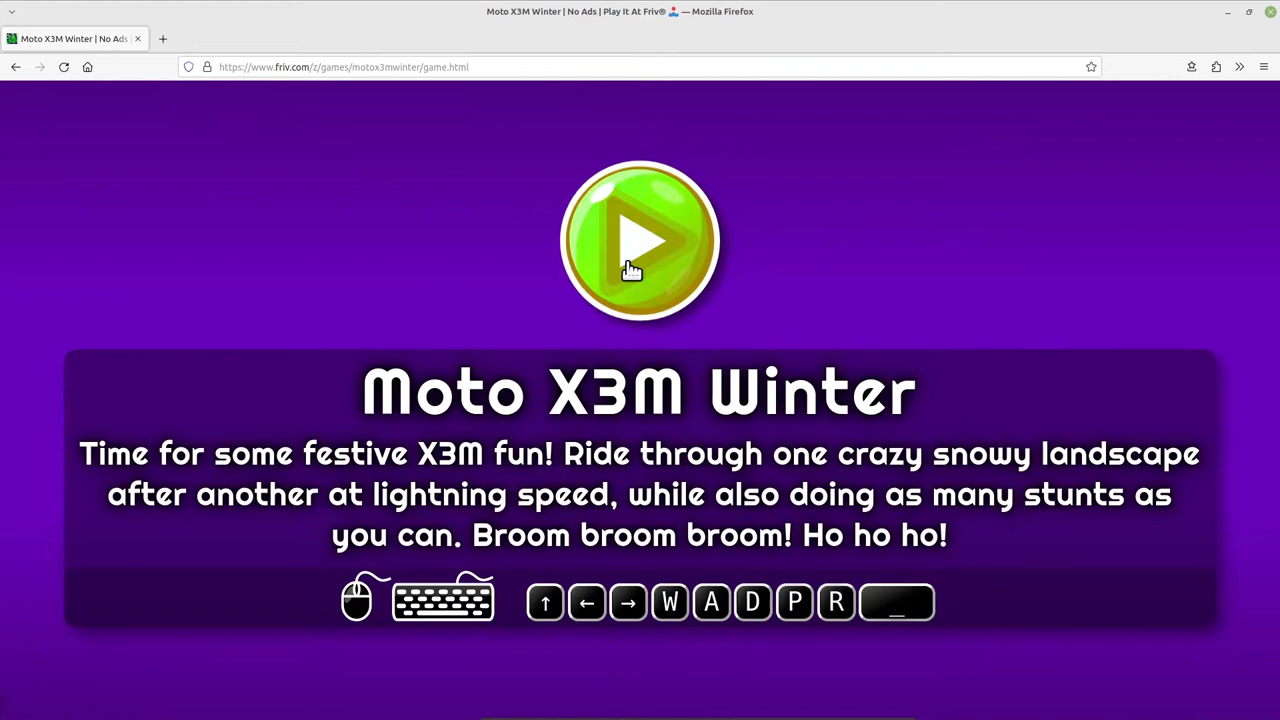 Moto X3M Winter | No Ads | Play It At Friv® — Mozilla Firefox
Moto X3M Winter | No Ads |
https://www.friv.com/z/games/motox3mwinter/game.html
Moto X3M Winter
Time for some festive X3M fun! Ride through one crazy snowy landscape
after another at lightning speed, while also doing as many stunts as
you can. Broom broom broom! Ho ho ho!
↑ ← → W A D P R _